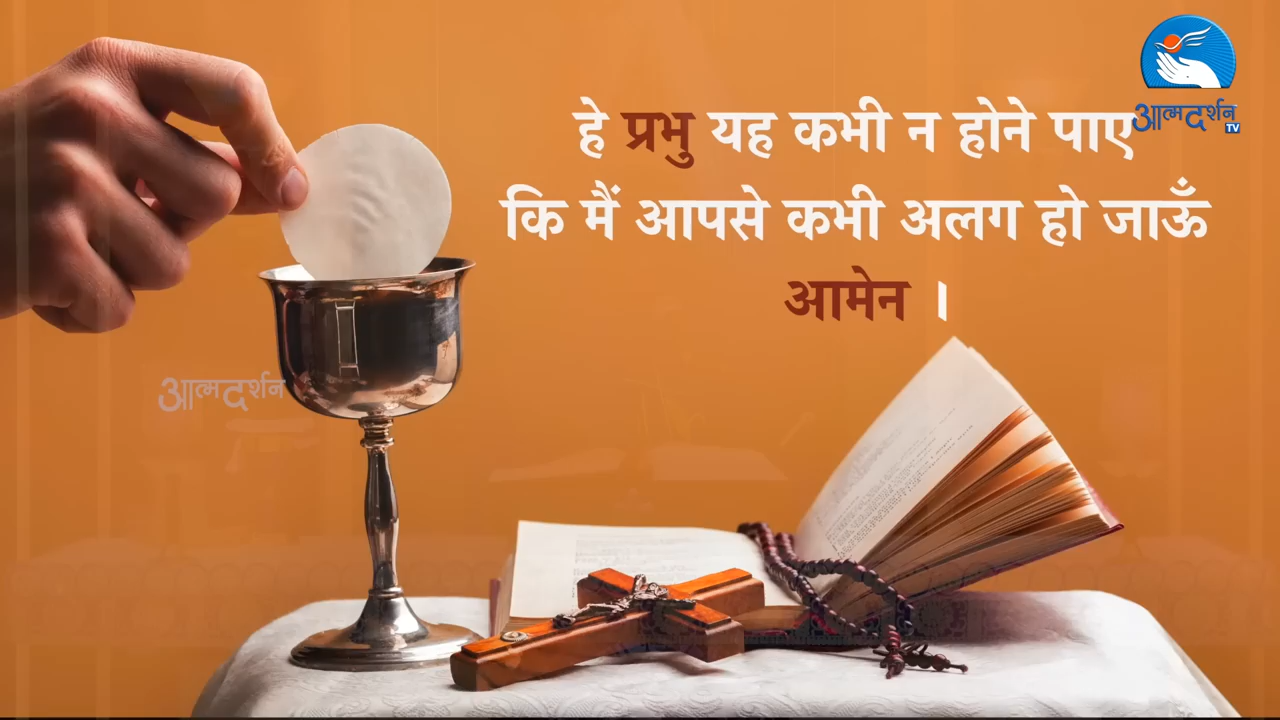 हे प्रभु यह कभी न होने पाए
कि मैं आपसे कभी अलग हो जाऊँ
आमेन ।
आत्मदर्शन
TV
आत्मदर्शन